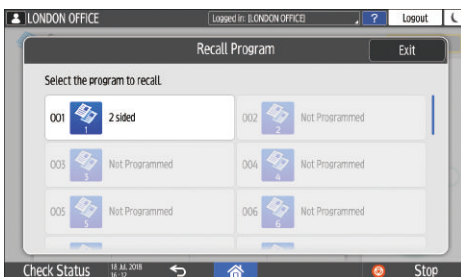 LONDON OFFICE Logged in: [LONDON OFFICE] ? Logout
Recall Program Exit
Select the program to recall.
001 1 2 sided 002 2 Not Programmed
003 Not Programmed 004 4 Not Programmed
005 5 Not Programmed 006 6 Not Programmed
Check Status 18 JUL 2018 16:12 Stop